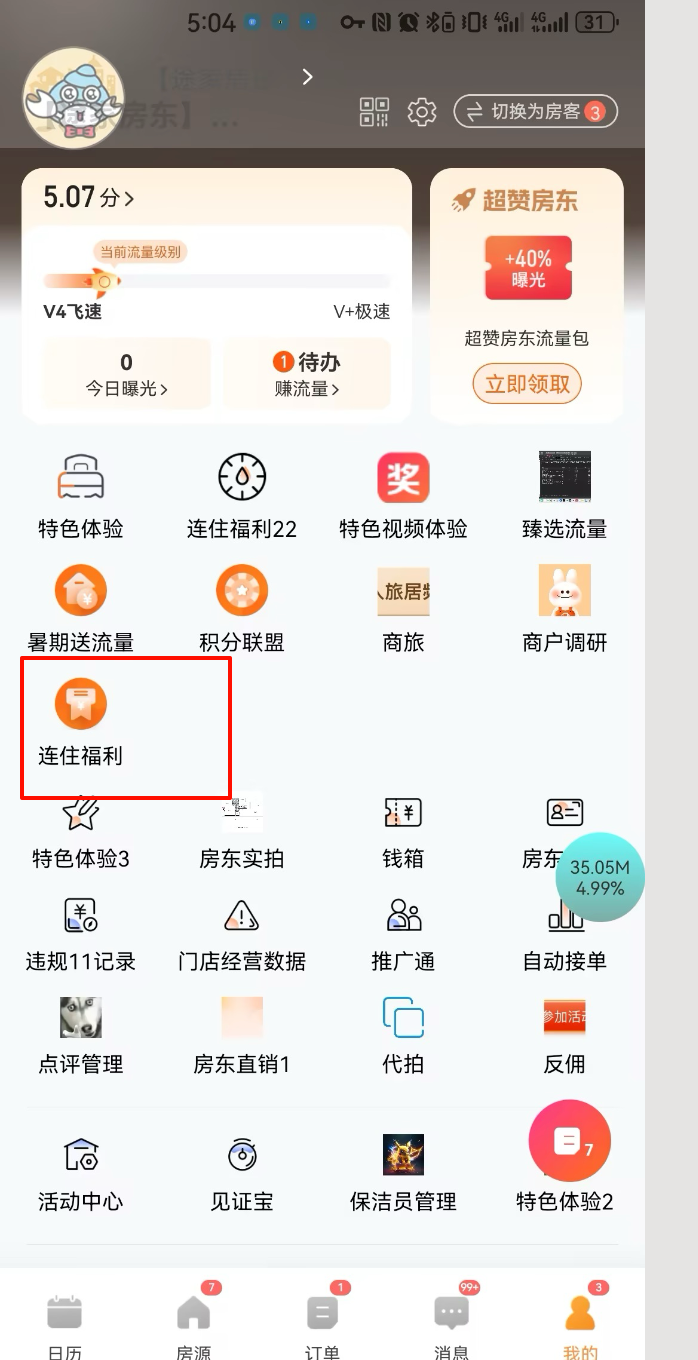 5:04
4G 4G 31
房东】 ...
切换为房客 3
5.07分
超赞房东
当前流量级别
+40%
曝光
V4飞速 V+极速
超赞房东流量包
0 1 待办
今日曝光 赚流量
立即领取
奖
特色体验 连住福利22 特色视频体验 臻选流量
旅居
暑期送流量 积分联盟 商旅 商户调研
连住福利
特色体验3 房东实拍 钱箱 房东
35.05M
4.99%
违规11记录 门店经营数据 推广通 自动接单
参加活动
点评管理 房东直销1 代拍 反佣
7
活动中心 见证宝 保洁员管理 特色体验2
7 1 99+ 3
日历 房源 订单 消息 我的